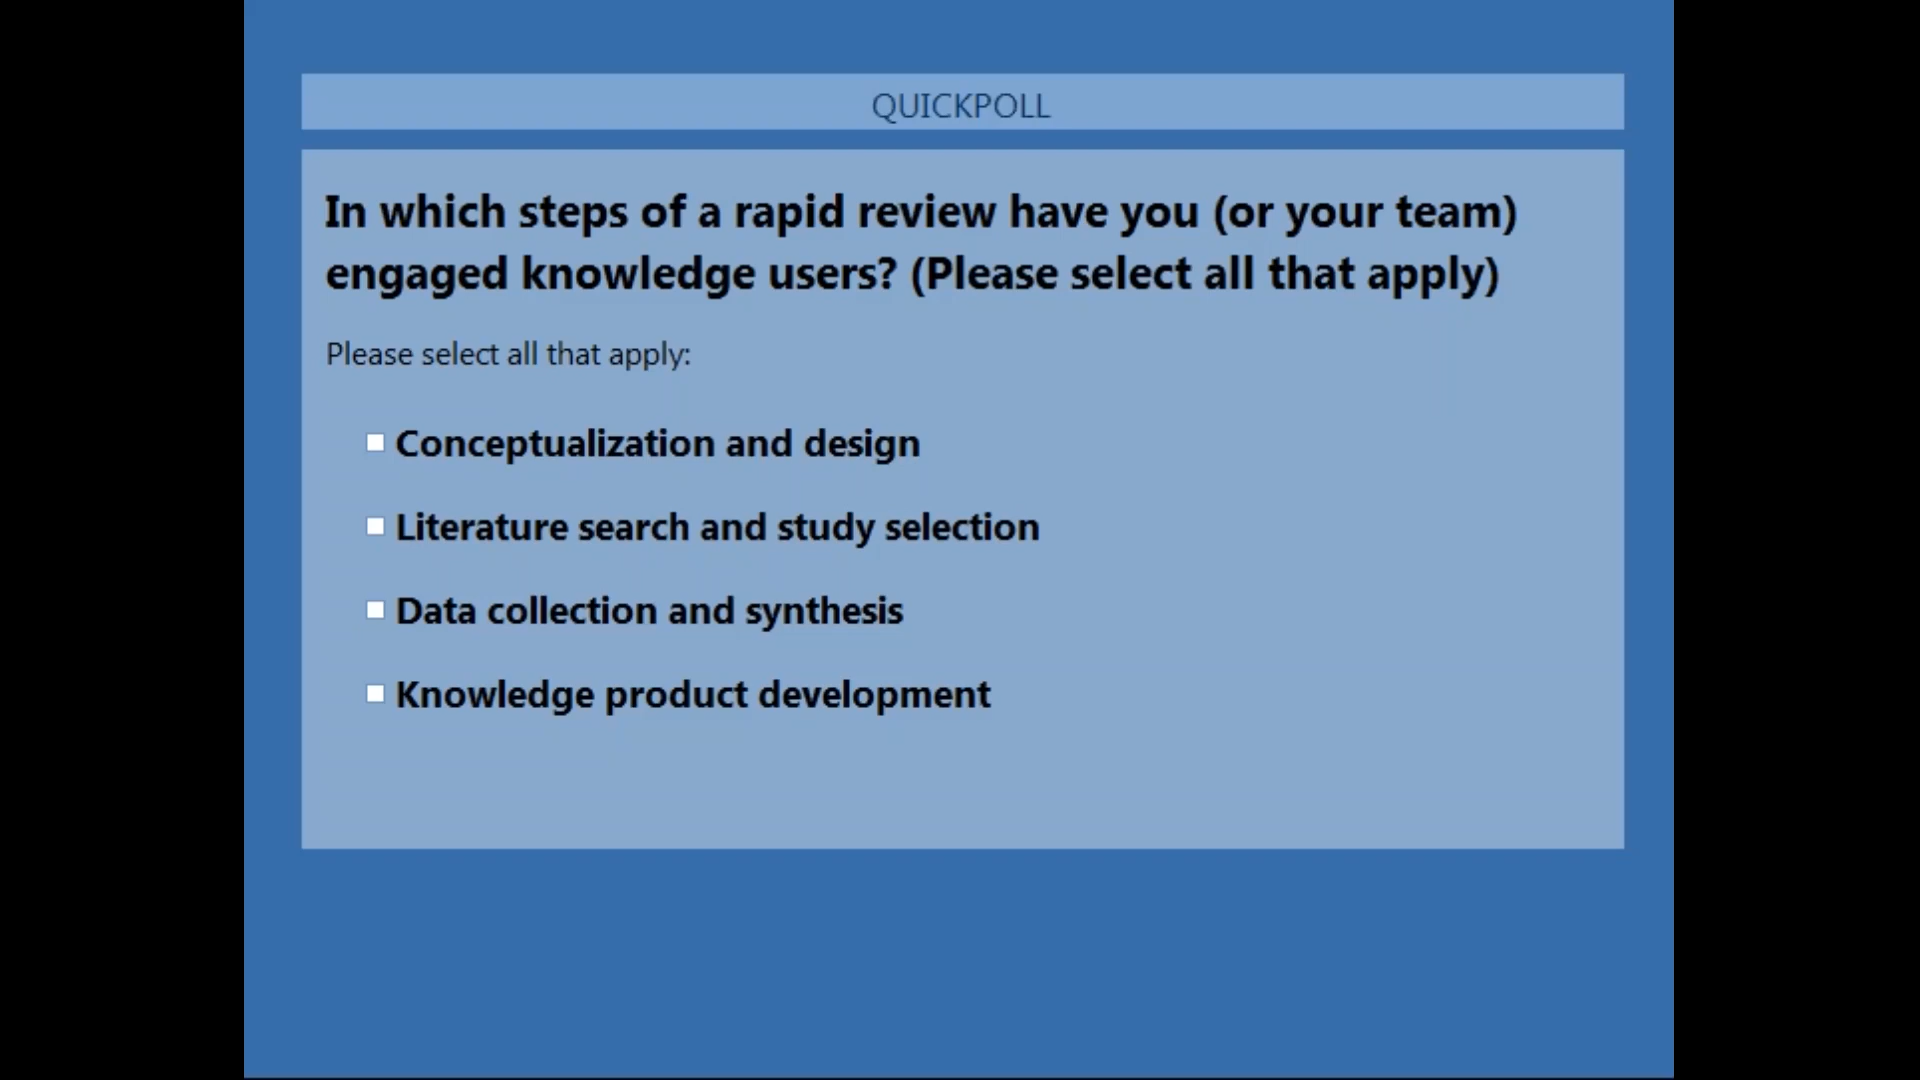 QUICKPOLL
In which steps of a rapid review have you (or your team)
engaged knowledge users? (Please select all that apply)
Please select all that apply:
Conceptualization and design
Literature search and study selection
Data collection and synthesis
Knowledge product development